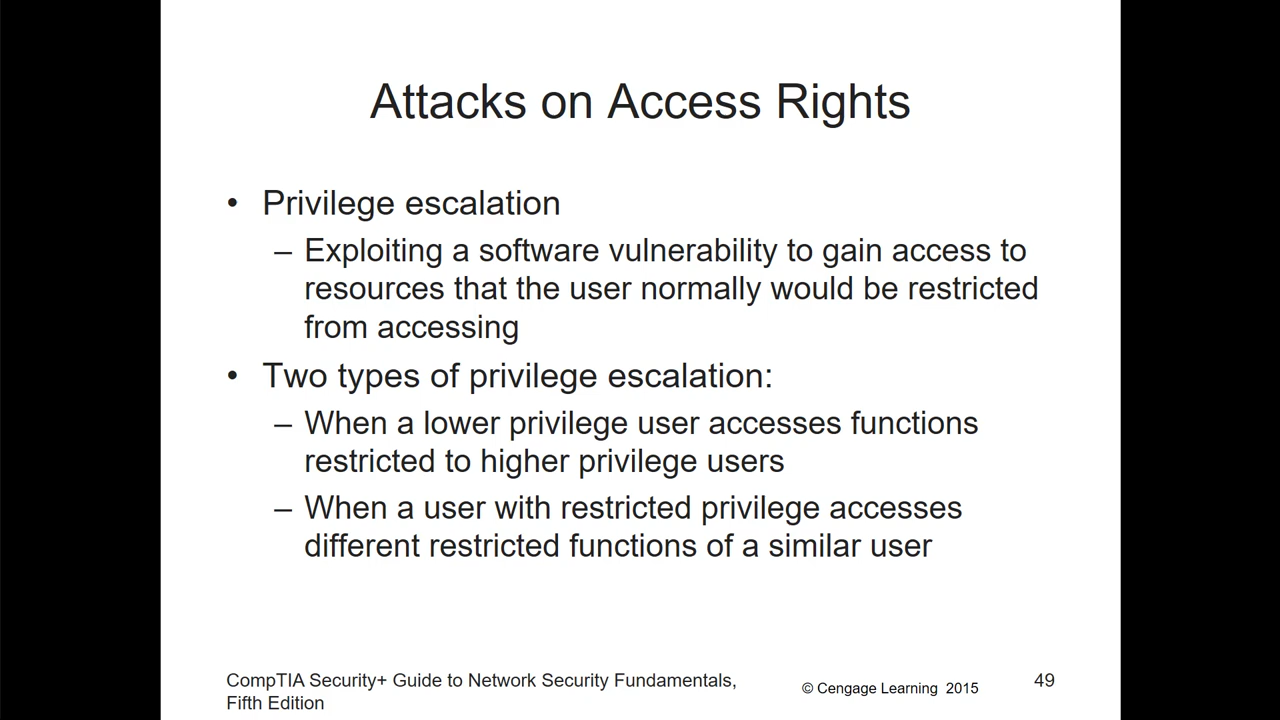 Attacks on Access Rights
• Privilege escalation
– Exploiting a software vulnerability to gain access to
resources that the user normally would be restricted
from accessing
• Two types of privilege escalation:
– When a lower privilege user accesses functions
restricted to higher privilege users
– When a user with restricted privilege accesses
different restricted functions of a similar user
CompTIA Security+ Guide to Network Security Fundamentals,
Fifth Edition
© Cengage Learning 2015
49